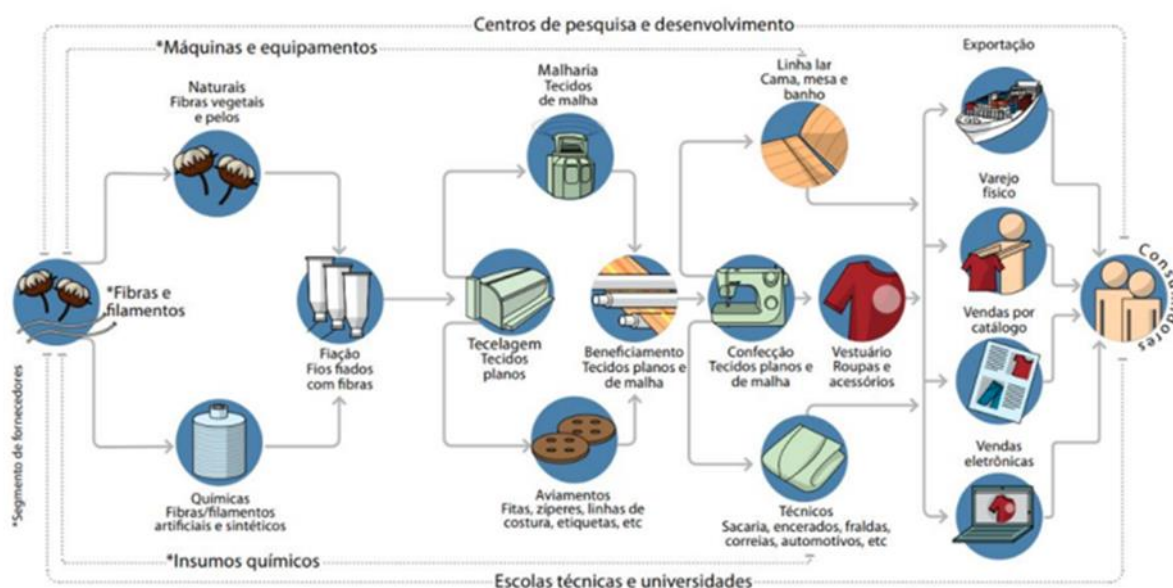 Centros de pesquisa e desenvolvimento
*Máquinas e equipamentos
Exportação
Naturais
Fibras vegetais
e pelos
Malharia
Tecidos
de malha
Linha lar
Cama, mesa e
banho
Varejo
físico
*Fibras e
filamentos
Fiação
Fios fiados
com fibras
Tecelagem
Tecidos
planos
Beneficiamento
Tecidos planos e
de malha
Confecção
Tecidos planos e
de malha
Vestuário
Roupas e
acessórios
Vendas por
catálogo
Consumidores
*Segmento de fornecedores
Químicas
Fibras/filamentos
artificiais e sintéticos
Aviamentos
Fitas, zíperes, linhas de
costura, etiquetas, etc
Técnicos
Sacaria, encerados, fraldas,
correias, automotivos, etc
Vendas
eletrônicas
*Insumos químicos
Escolas técnicas e universidades